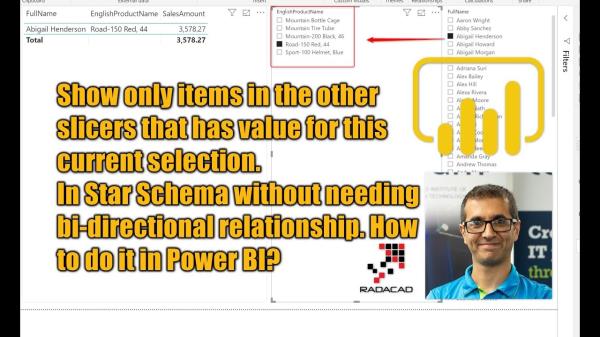 Calculations
FullName EnglishProductName SalesAmount
Abigail Henderson Road-150 Red, 44 3,578.27
Total 3,578.27
EnglishProductName
Mountain Bottle Cage
Mountain Tire Tube
Mountain-200 Black, 46
Road-150 Red, 44
Sport-100 Helmet, Blue
FullName
Aaron Wright
Abby Sanchez
Abigail Henderson
Abigail Howard
Abigail Morgan
Adriana Suri
Alex Bailey
Alex Hill
Alexa Rivera
Amanda Gray
Andrew Thomas
Filters
Show only items in the other
slicers that has value for this
current selection.
In Star Schema without needing
bi-directional relationship. How
to do it in Power BI?
RADACAD